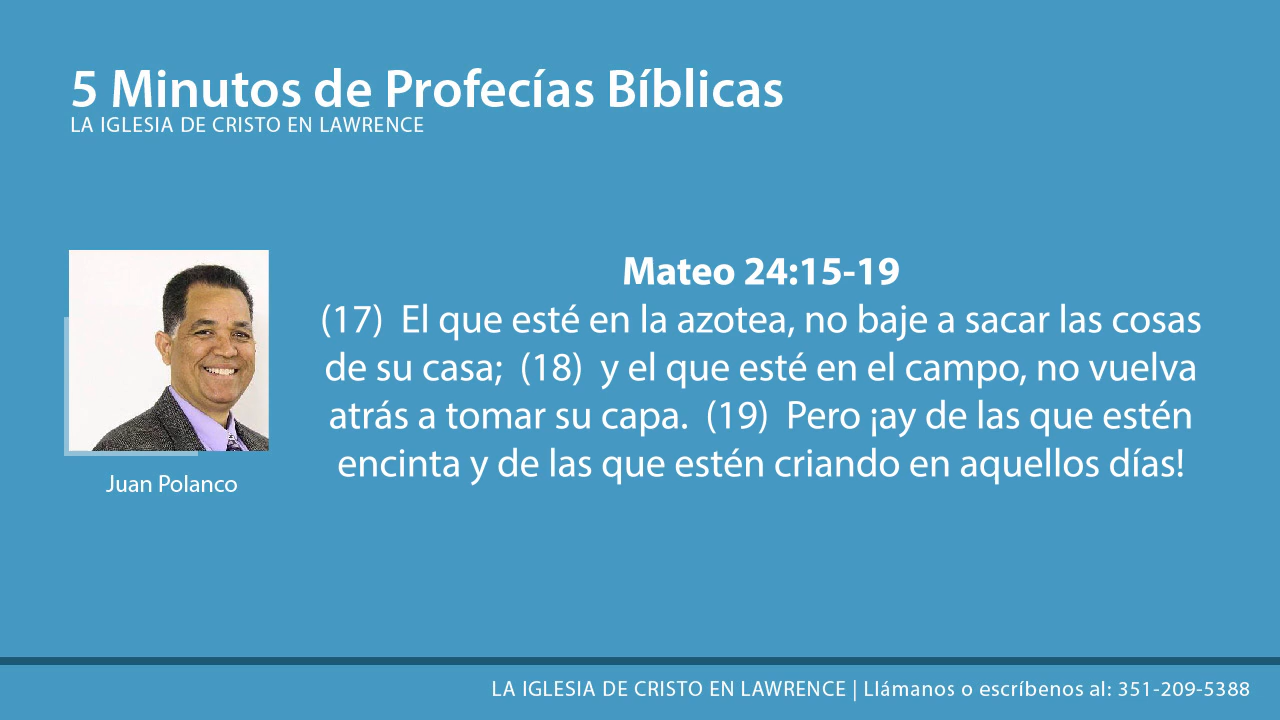 5 Minutos de Profecías Bíblicas
LA IGLESIA DE CRISTO EN LAWRENCE
Mateo 24:15-19
(17)  El que esté en la azotea, no baje a sacar las cosas
de su casa;  (18)  y el que esté en el campo, no vuelva
atrás a tomar su capa.  (19)  Pero ¡ay de las que estén
encinta y de las que estén criando en aquellos días!
Juan Polanco
LA IGLESIA DE CRISTO EN LAWRENCE | Llámanos o escríbenos al: 351-209-5388